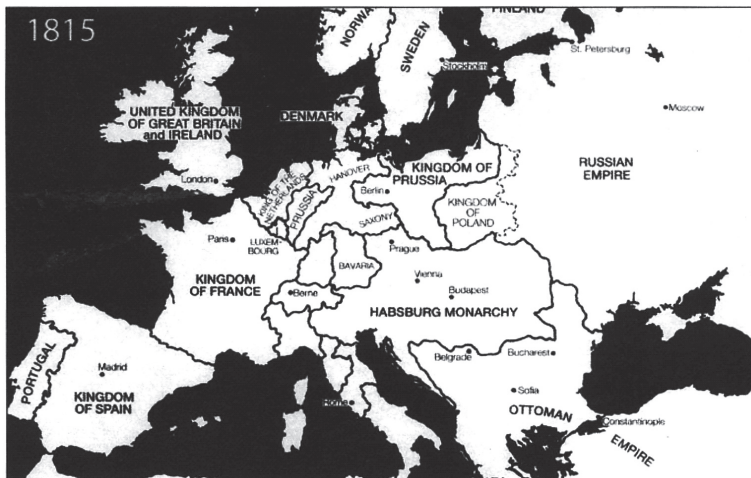 1815
NORWAY
SWEDEN
FINLAND
St. Petersburg
Stockholm
Moscow
UNITED KINGDOM
OF GREAT BRITAIN
and IRELAND
DENMARK
RUSSIAN
EMPIRE
London
KING. OF THE
NETHERLANDS
HANOVER
KINGDOM OF
PRUSSIA
Berlin
PRUSSIA
KINGDOM
OF
POLAND
SAXONY
Paris
LUXEM-
BOURG
Prague
BAVARIA
KINGDOM
OF FRANCE
Vienna
Berne
Budapest
HABSBURG MONARCHY
Belgrade
Bucharest
PORTUGAL
Madrid
KINGDOM
OF SPAIN
Rome
Sofia
OTTOMAN
Constantinople
EMPIRE